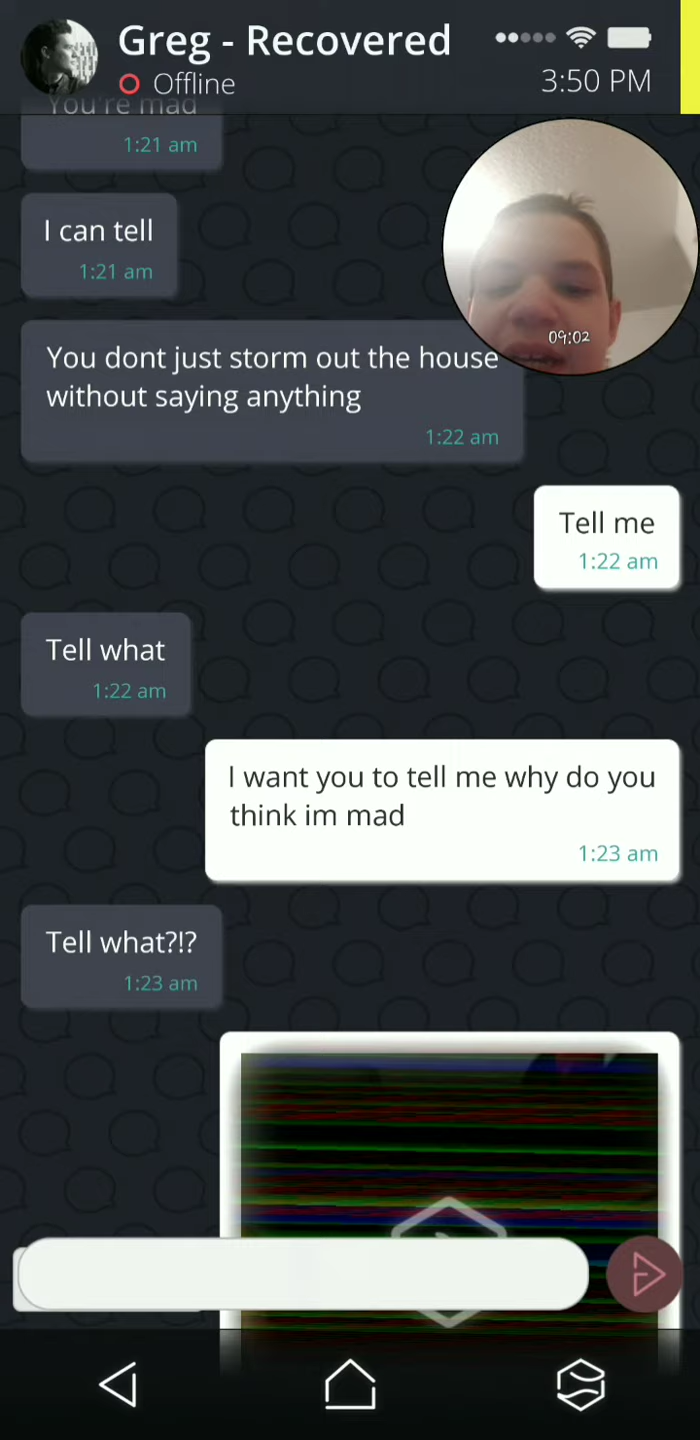 Greg - Recovered
Offline
3:50 PM
You're mad
1:21 am
I can tell
1:21 am
09:02
You dont just storm out the house
without saying anything
1:22 am
Tell me
1:22 am
Tell what
1:22 am
I want you to tell me why do you
think im mad
1:23 am
Tell what?!?
1:23 am